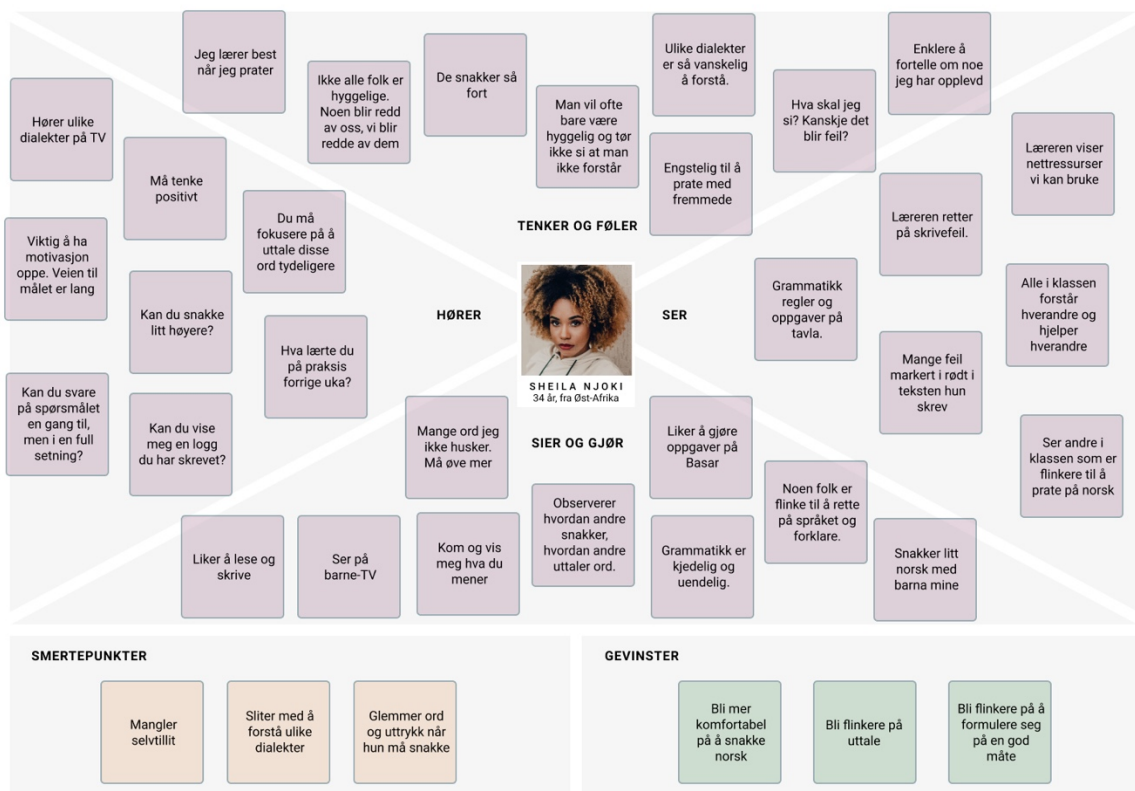 Jeg lærer best
når jeg prater
Ikke alle folk er
hyggelige.
Noen blir redd
av oss, vi blir
redde av dem
De snakker så
fort
Man vil ofte
bare være
hyggelig og tør
ikke si at man
ikke forstår
Ulike dialekter
er så vanskelig
å forstå.
Engstelig til å
prate med
fremmede
Hva skal jeg
si? Kanskje det
blir feil?
Enklere å
fortelle om noe
jeg har opplevd
TENKER OG FØLER
Hører ulike
dialekter på TV
Må tenke
positivt
Du må
fokusere på å
uttale disse
ord tydeligere
Viktig å ha
motivasjon
oppe. Veien til
målet er lang
Kan du snakke
litt høyere?
Hva lærte du
på praksis
forrige uka?
Kan du svare
på spørsmålet
en gang til,
men i en full
setning?
Kan du vise
meg en logg
du har skrevet?
HØRER
SHEILA NJOKI
34 år, fra Øst-Afrika
SER
Læreren viser
nettressurser
vi kan bruke
Læreren retter
på skrivefeil.
Grammatikk
regler og
oppgaver på
tavla.
Alle i klassen
forstår
hverandre og
hjelper
hverandre
Mange feil
markert i rødt i
teksten hun
skrev
Ser andre i
klassen som er
flinkere til å
prate på norsk
SIER OG GJØR
Mange ord jeg
ikke husker.
Må øve mer
Liker å gjøre
oppgaver på
Basar
Liker å lese og
skrive
Ser på
barne-TV
Kom og vis
meg hva du
mener
Observerer
hvordan andre
snakker,
hvordan andre
uttaler ord.
Grammatikk er
kjedelig og
uendelig.
Noen folk er
flinke til å rette
på språket og
forklare.
Snakker litt
norsk med
barna mine
SMERTEPUNKTER
Mangler
selvtillit
Sliter med å
forstå ulike
dialekter
Glemmer ord
og uttrykk når
hun må snakke
GEVINSTER
Bli mer
komfortabel
på å snakke
norsk
Bli flinkere på
uttale
Bli flinkere på å
formulere seg
på en god
måte